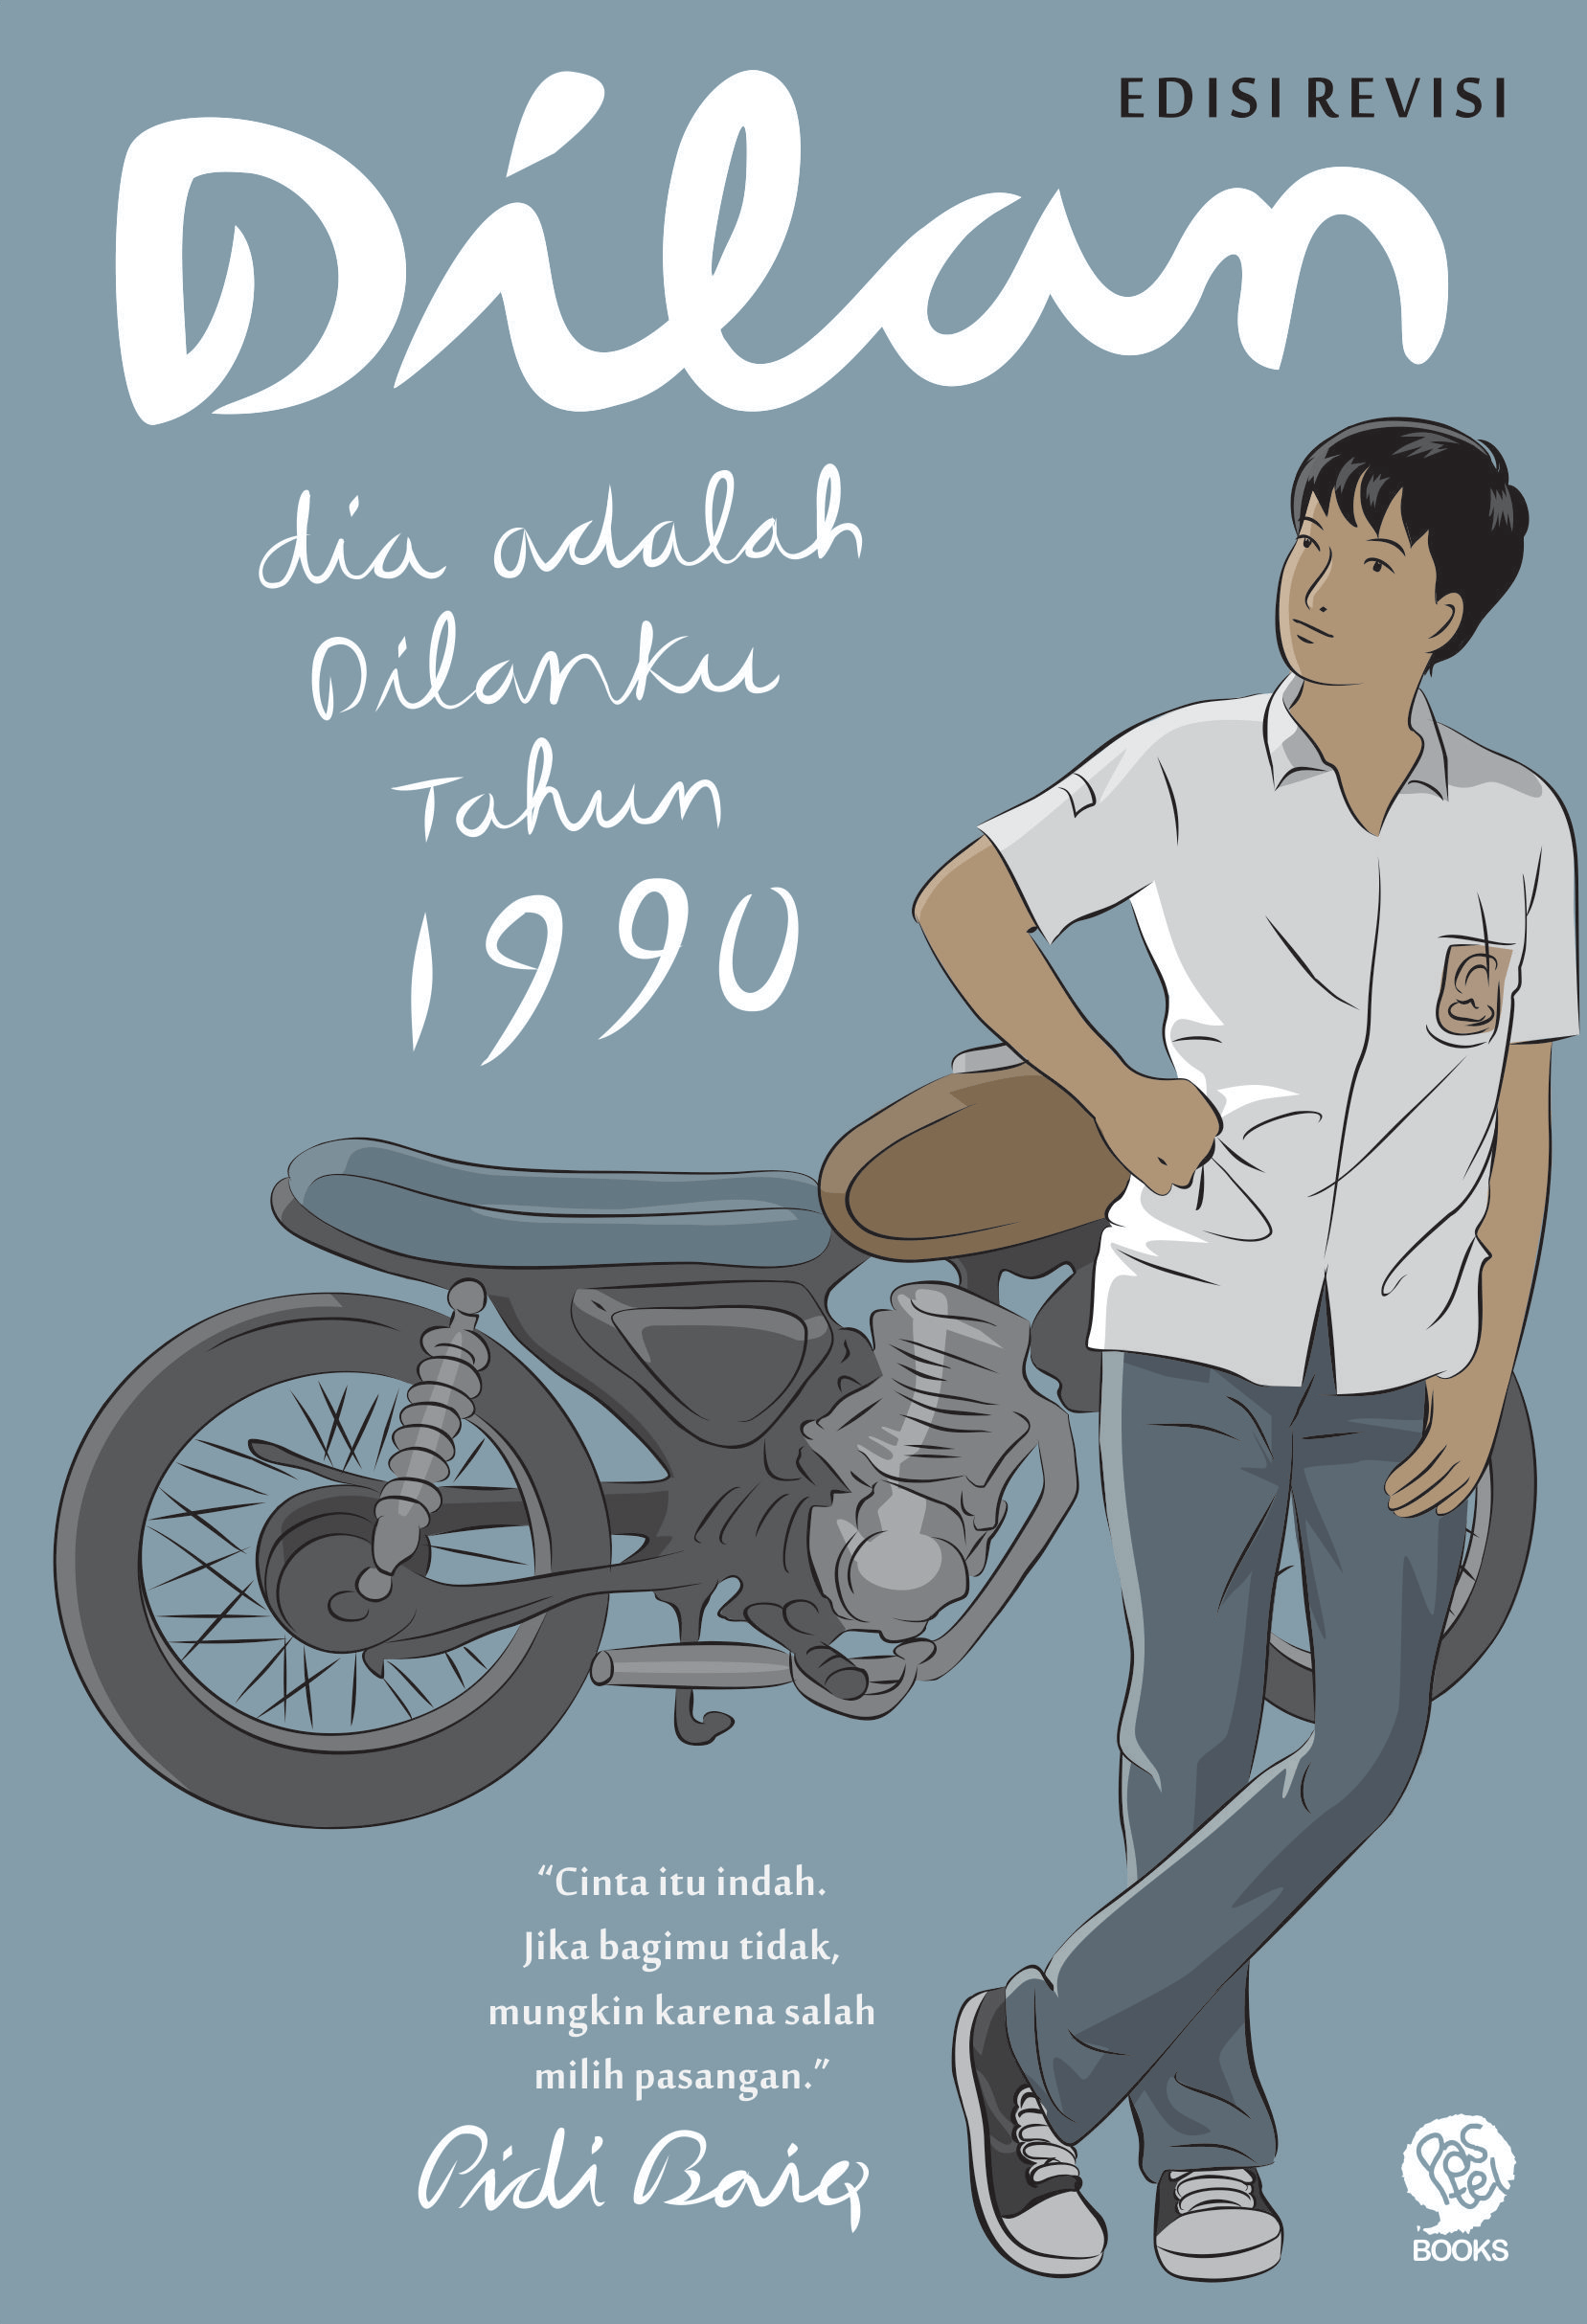 EDISI REVISI
Dilan
dia adalah
Dilanku
Tahun
1990
“Cinta itu indah.
Jika bagimu tidak,
mungkin karena salah
milih pasangan.”
Pidi Baiq
Pastel
BOOKS